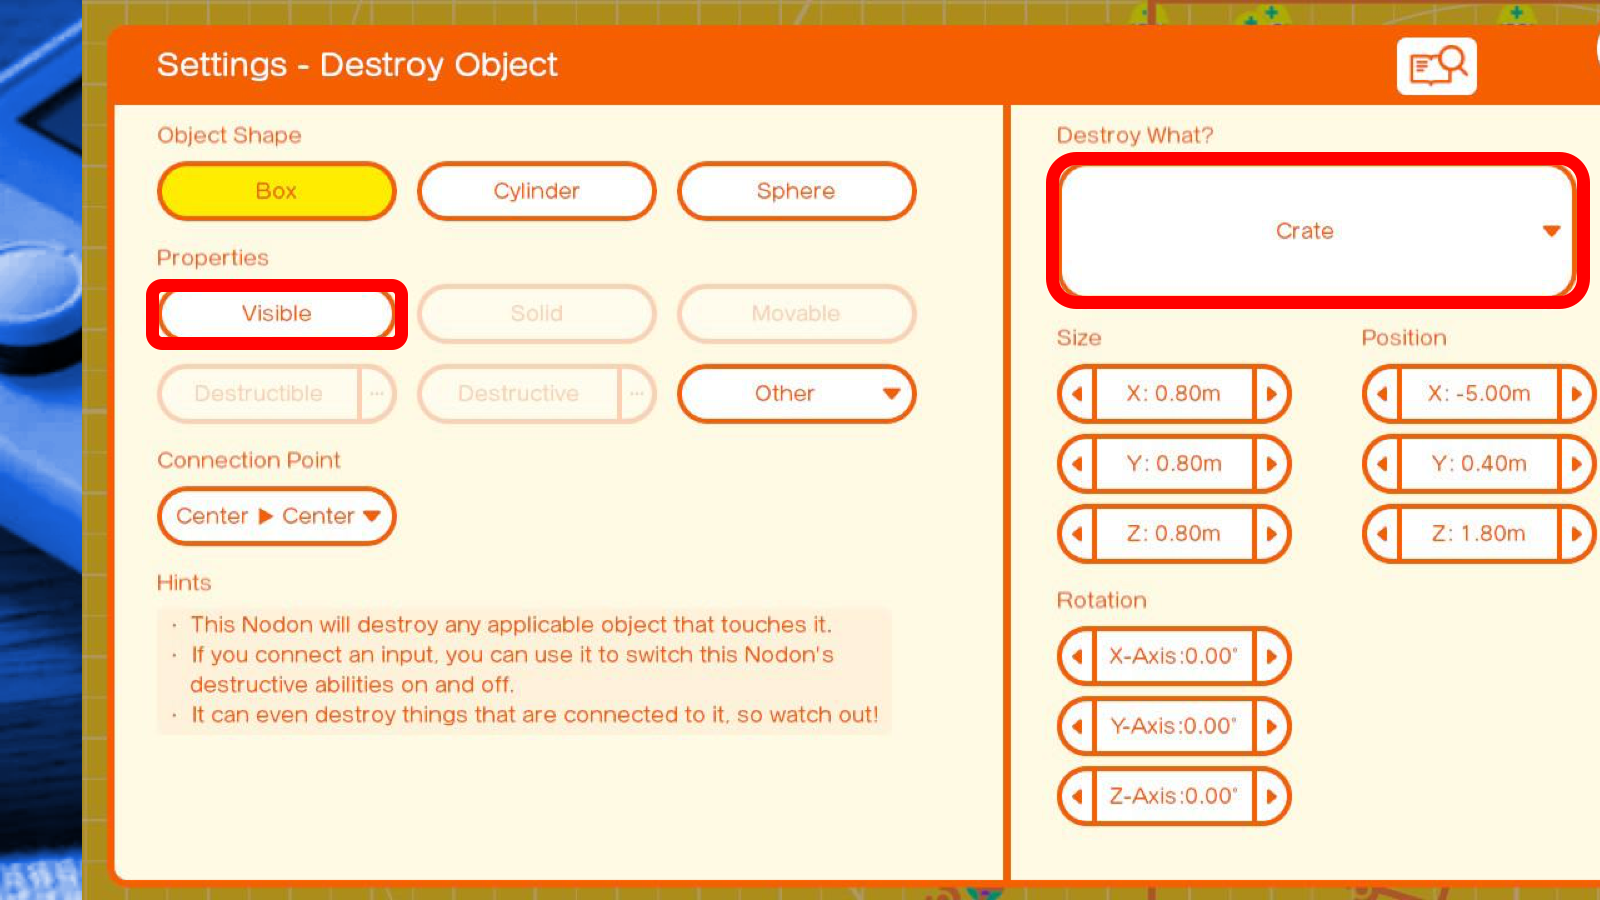 Settings - Destroy Object
Object Shape
Box
Cylinder
Sphere
Properties
Visible
Solid
Movable
Destructible
...
Destructive
...
Other
Connection Point
Center ▶ Center
Hints
· This Nodon will destroy any applicable object that touches it.
· If you connect an input, you can use it to switch this Nodon's
destructive abilities on and off.
· It can even destroy things that are connected to it, so watch out!
Destroy What?
Crate
Size
X: 0.80m
Y: 0.80m
Z: 0.80m
Position
X: -5.00m
Y: 0.40m
Z: 1.80m
Rotation
X-Axis:0.00°
Y-Axis:0.00°
Z-Axis:0.00°